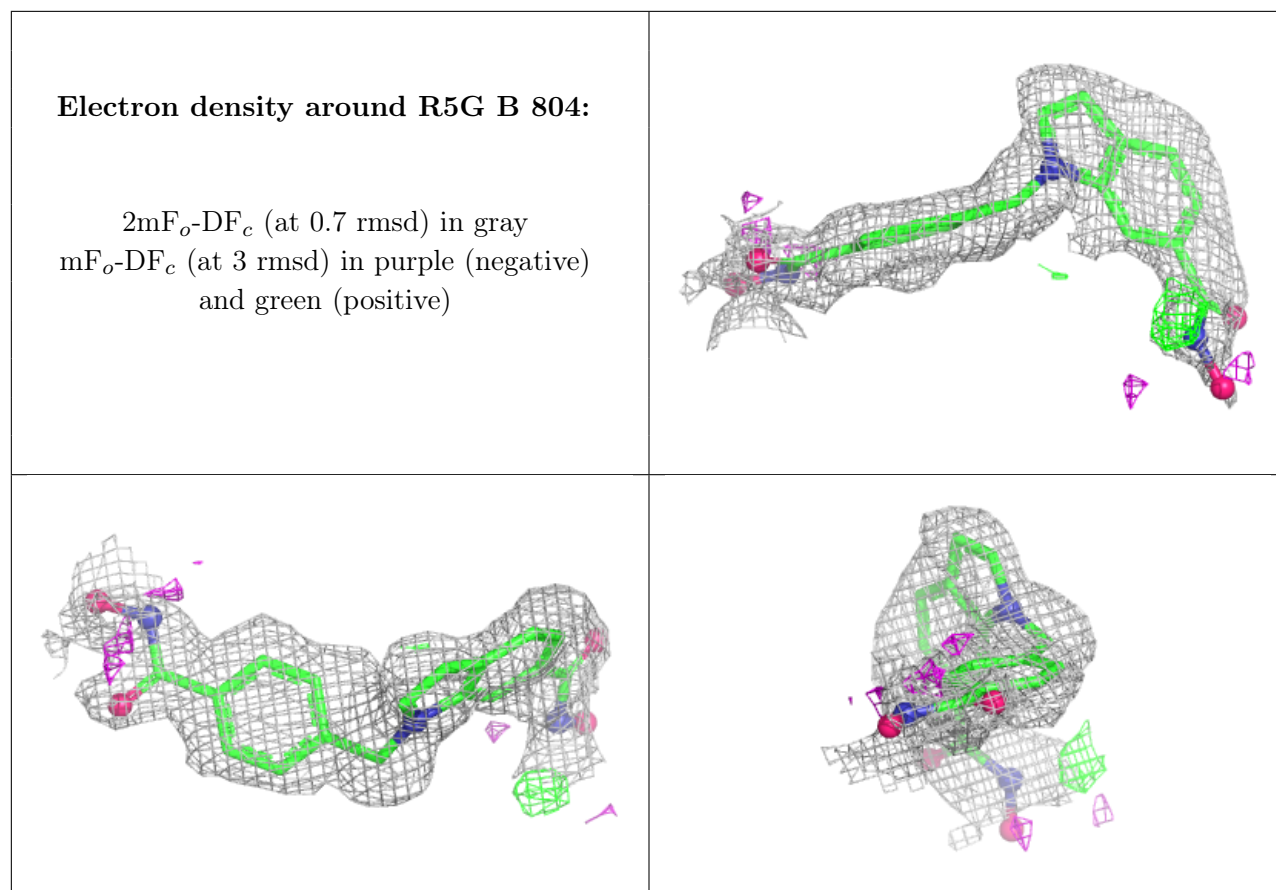 Electron density around R5G B 804:
2mFₒ-DF𝒸 (at 0.7 rmsd) in gray
mFₒ-DF𝒸 (at 3 rmsd) in purple (negative)
and green (positive)